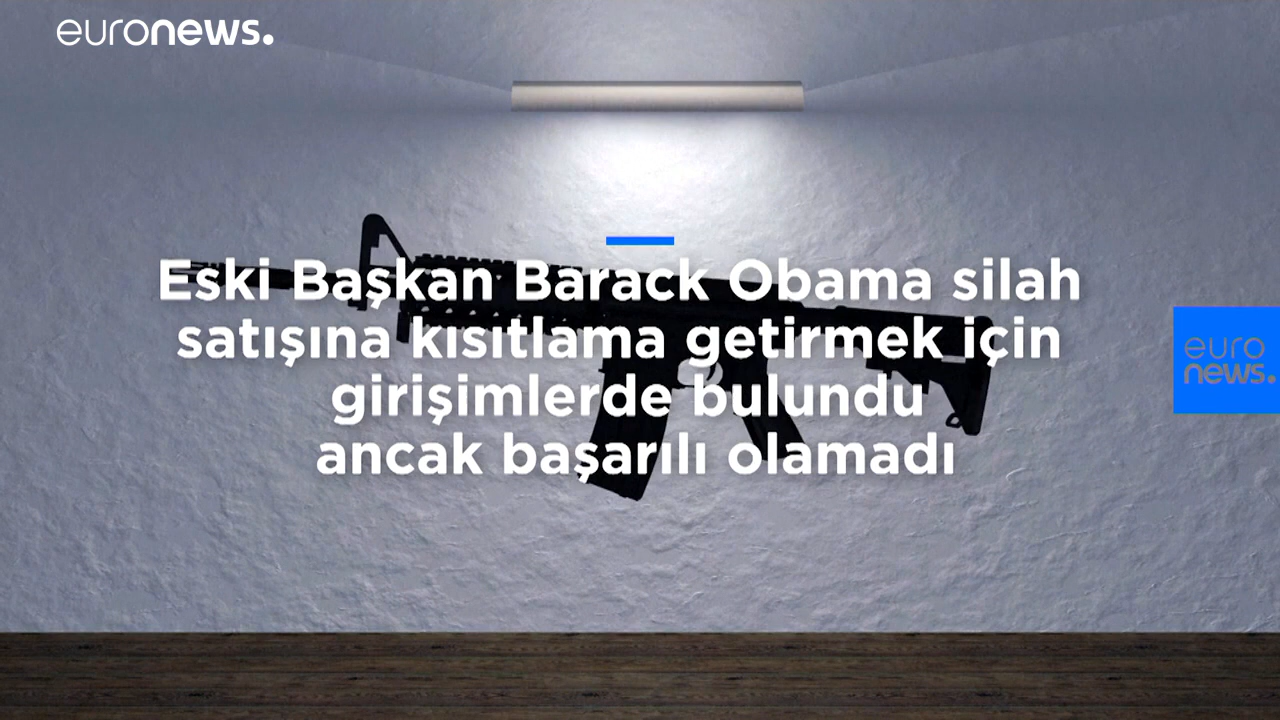 euronews.
Eski Başkan Barack Obama silah
satışına kısıtlama getirmek için
girişimlerde bulundu
ancak başarılı olamadı
euro
news.